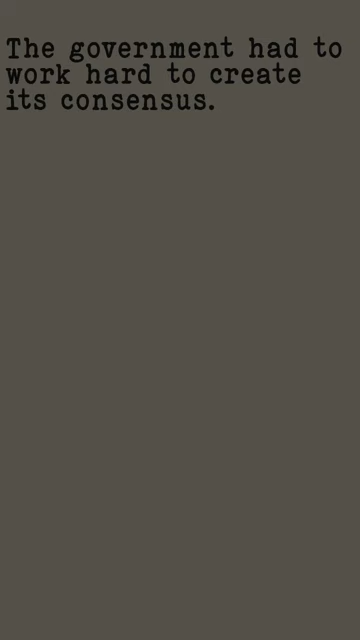 The government had to
work hard to create
its consensus.